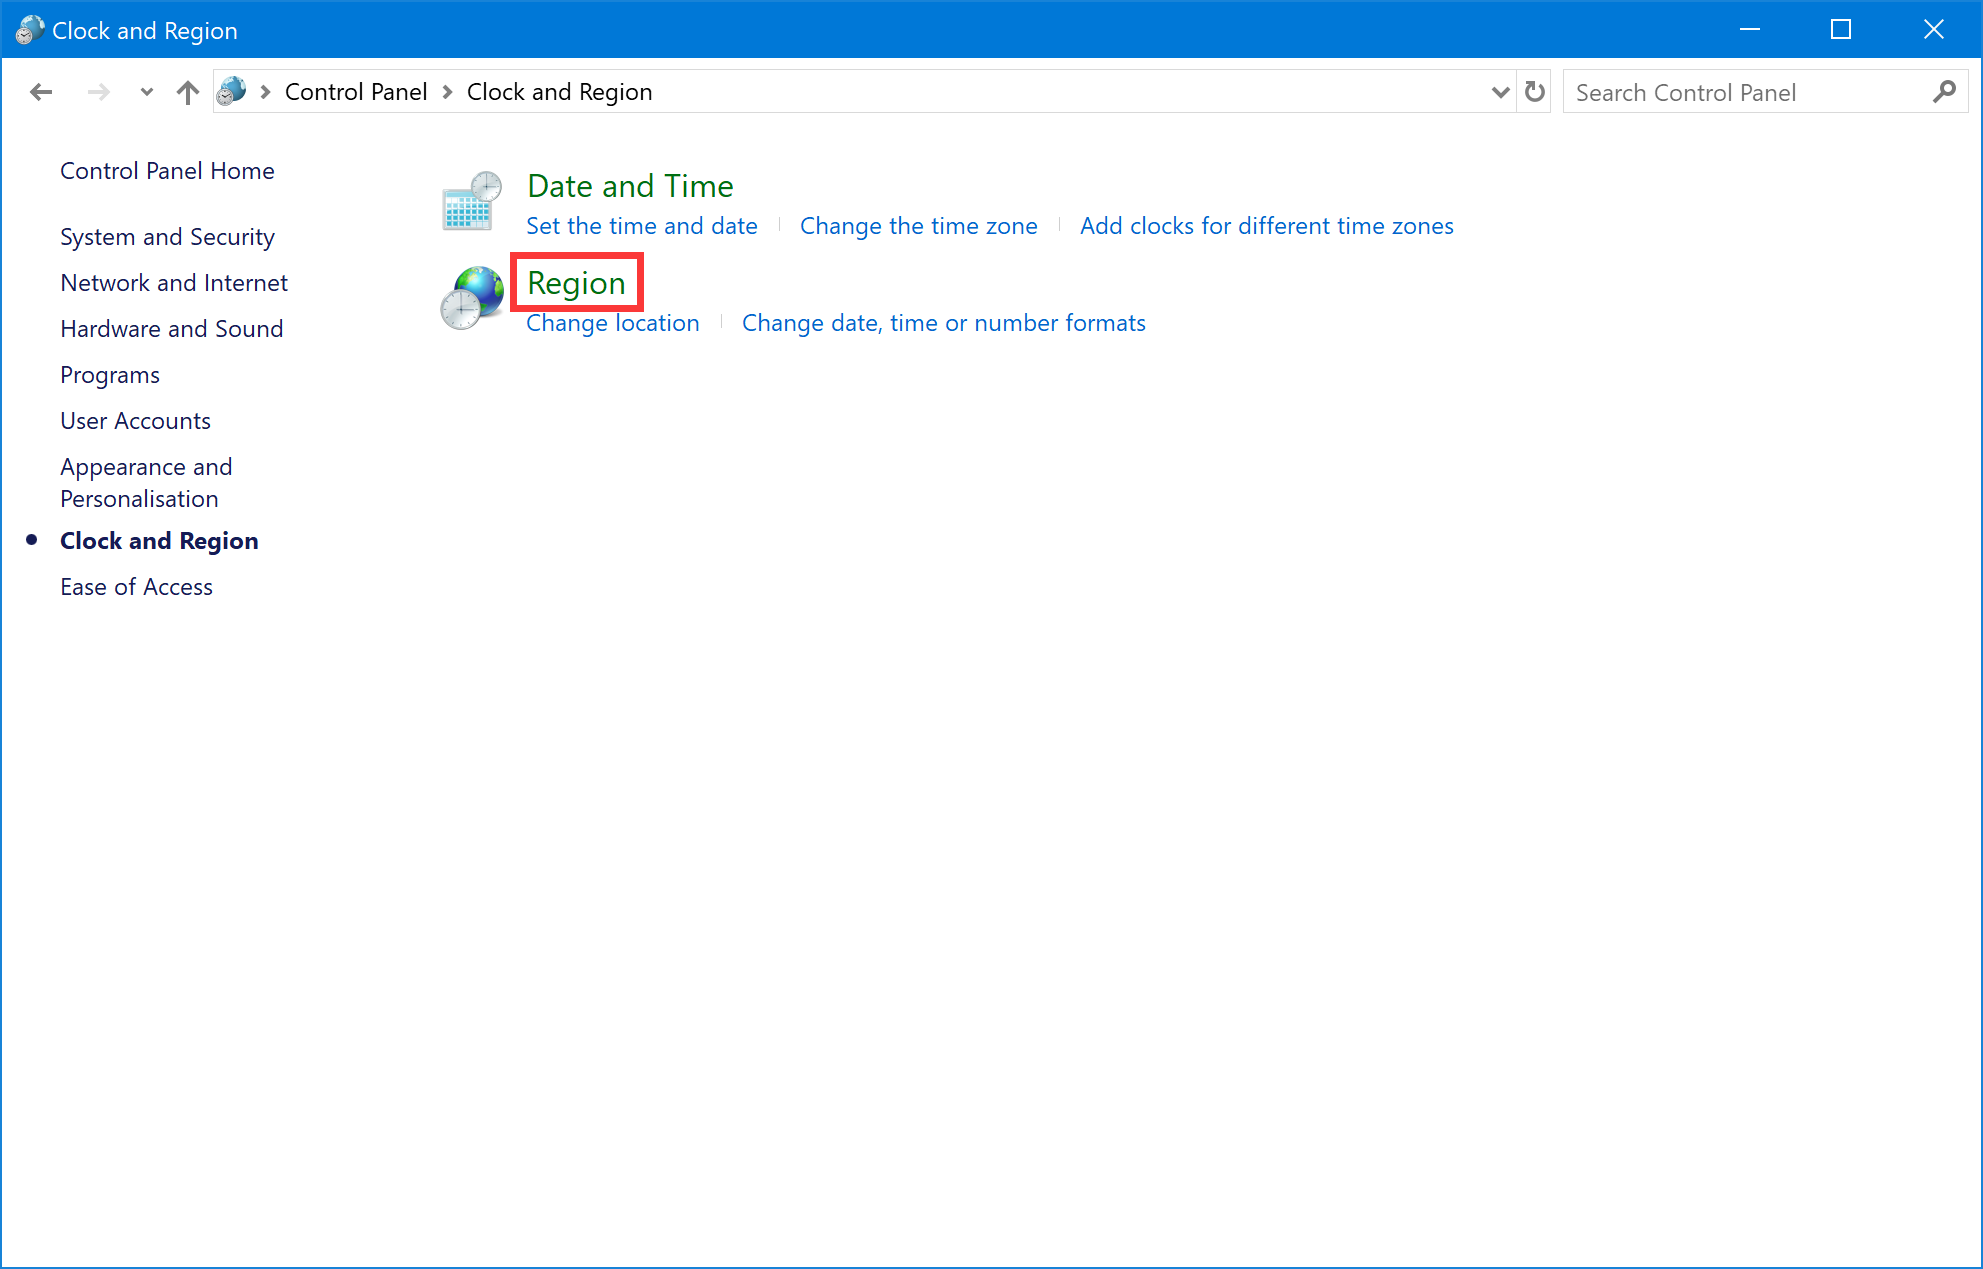 Clock and Region
Control Panel Clock and Region
Search Control Panel
Control Panel Home
System and Security
Network and Internet
Hardware and Sound
Programs
User Accounts
Appearance and
Personalisation
Clock and Region
Ease of Access
Date and Time
Set the time and date Change the time zone Add clocks for different time zones
Region
Change location Change date, time or number formats